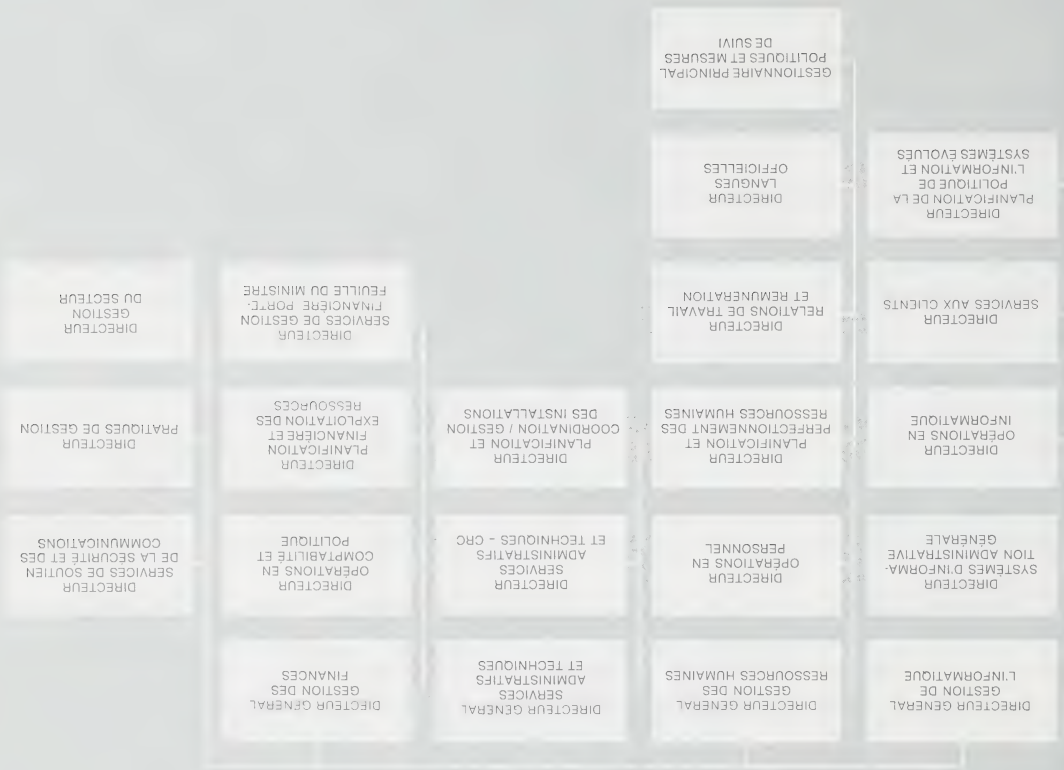 DIRECTEUR GÉNÉRAL
GESTION DE
L'INFORMATIQUE
DIRECTEUR
SYSTÈMES D'INFORMA-
TION ADMINISTRATIVE
GÉNÉRALE
DIRECTEUR
OPÉRATIONS EN
INFORMATIQUE
DIRECTEUR
SERVICES AUX CLIENTS
DIRECTEUR
PLANIFICATION DE LA
POLITIQUE DE
L'INFORMATION ET
SYSTÈMES ÉVOLUÉS
DIRECTEUR GÉNÉRAL
GESTION DES
RESSOURCES HUMAINES
DIRECTEUR
OPÉRATIONS EN
PERSONNEL
DIRECTEUR
PLANIFICATION ET
PERFECTIONNEMENT DES
RESSOURCES HUMAINES
DIRECTEUR
RELATIONS DE TRAVAIL
ET REMUNÉRATION
DIRECTEUR
LANGUES
OFFICIELLES
GESTIONNAIRE PRINCIPAL
POLITIQUES ET MESURES
DE SUIVI
DIRECTEUR GÉNÉRAL
SERVICES
ADMINISTRATIFS
ET TECHNIQUES
DIRECTEUR
SERVICES
ADMINISTRATIFS
ET TECHNIQUES - CRC
DIRECTEUR
PLANIFICATION ET
COORDINATION / GESTION
DES INSTALLATIONS
DIRECTEUR GÉNÉRAL
GESTION DES
FINANCES
DIRECTEUR
OPÉRATIONS EN
COMPTABILITÉ ET
POLITIQUE
DIRECTEUR
PLANIFICATION
FINANCIÈRE ET
EXPLOITATION DES
RESSOURCES
DIRECTEUR
SERVICES DE GESTION
FINANCIÈRE PORTE-
FEUILLE DU MINISTRE
DIRECTEUR
SERVICES DE SOUTIEN
DE LA SÉCURITÉ ET DES
COMMUNICATIONS
DIRECTEUR
PRATIQUES DE GESTION
DIRECTEUR
GESTION
DU SECTEUR